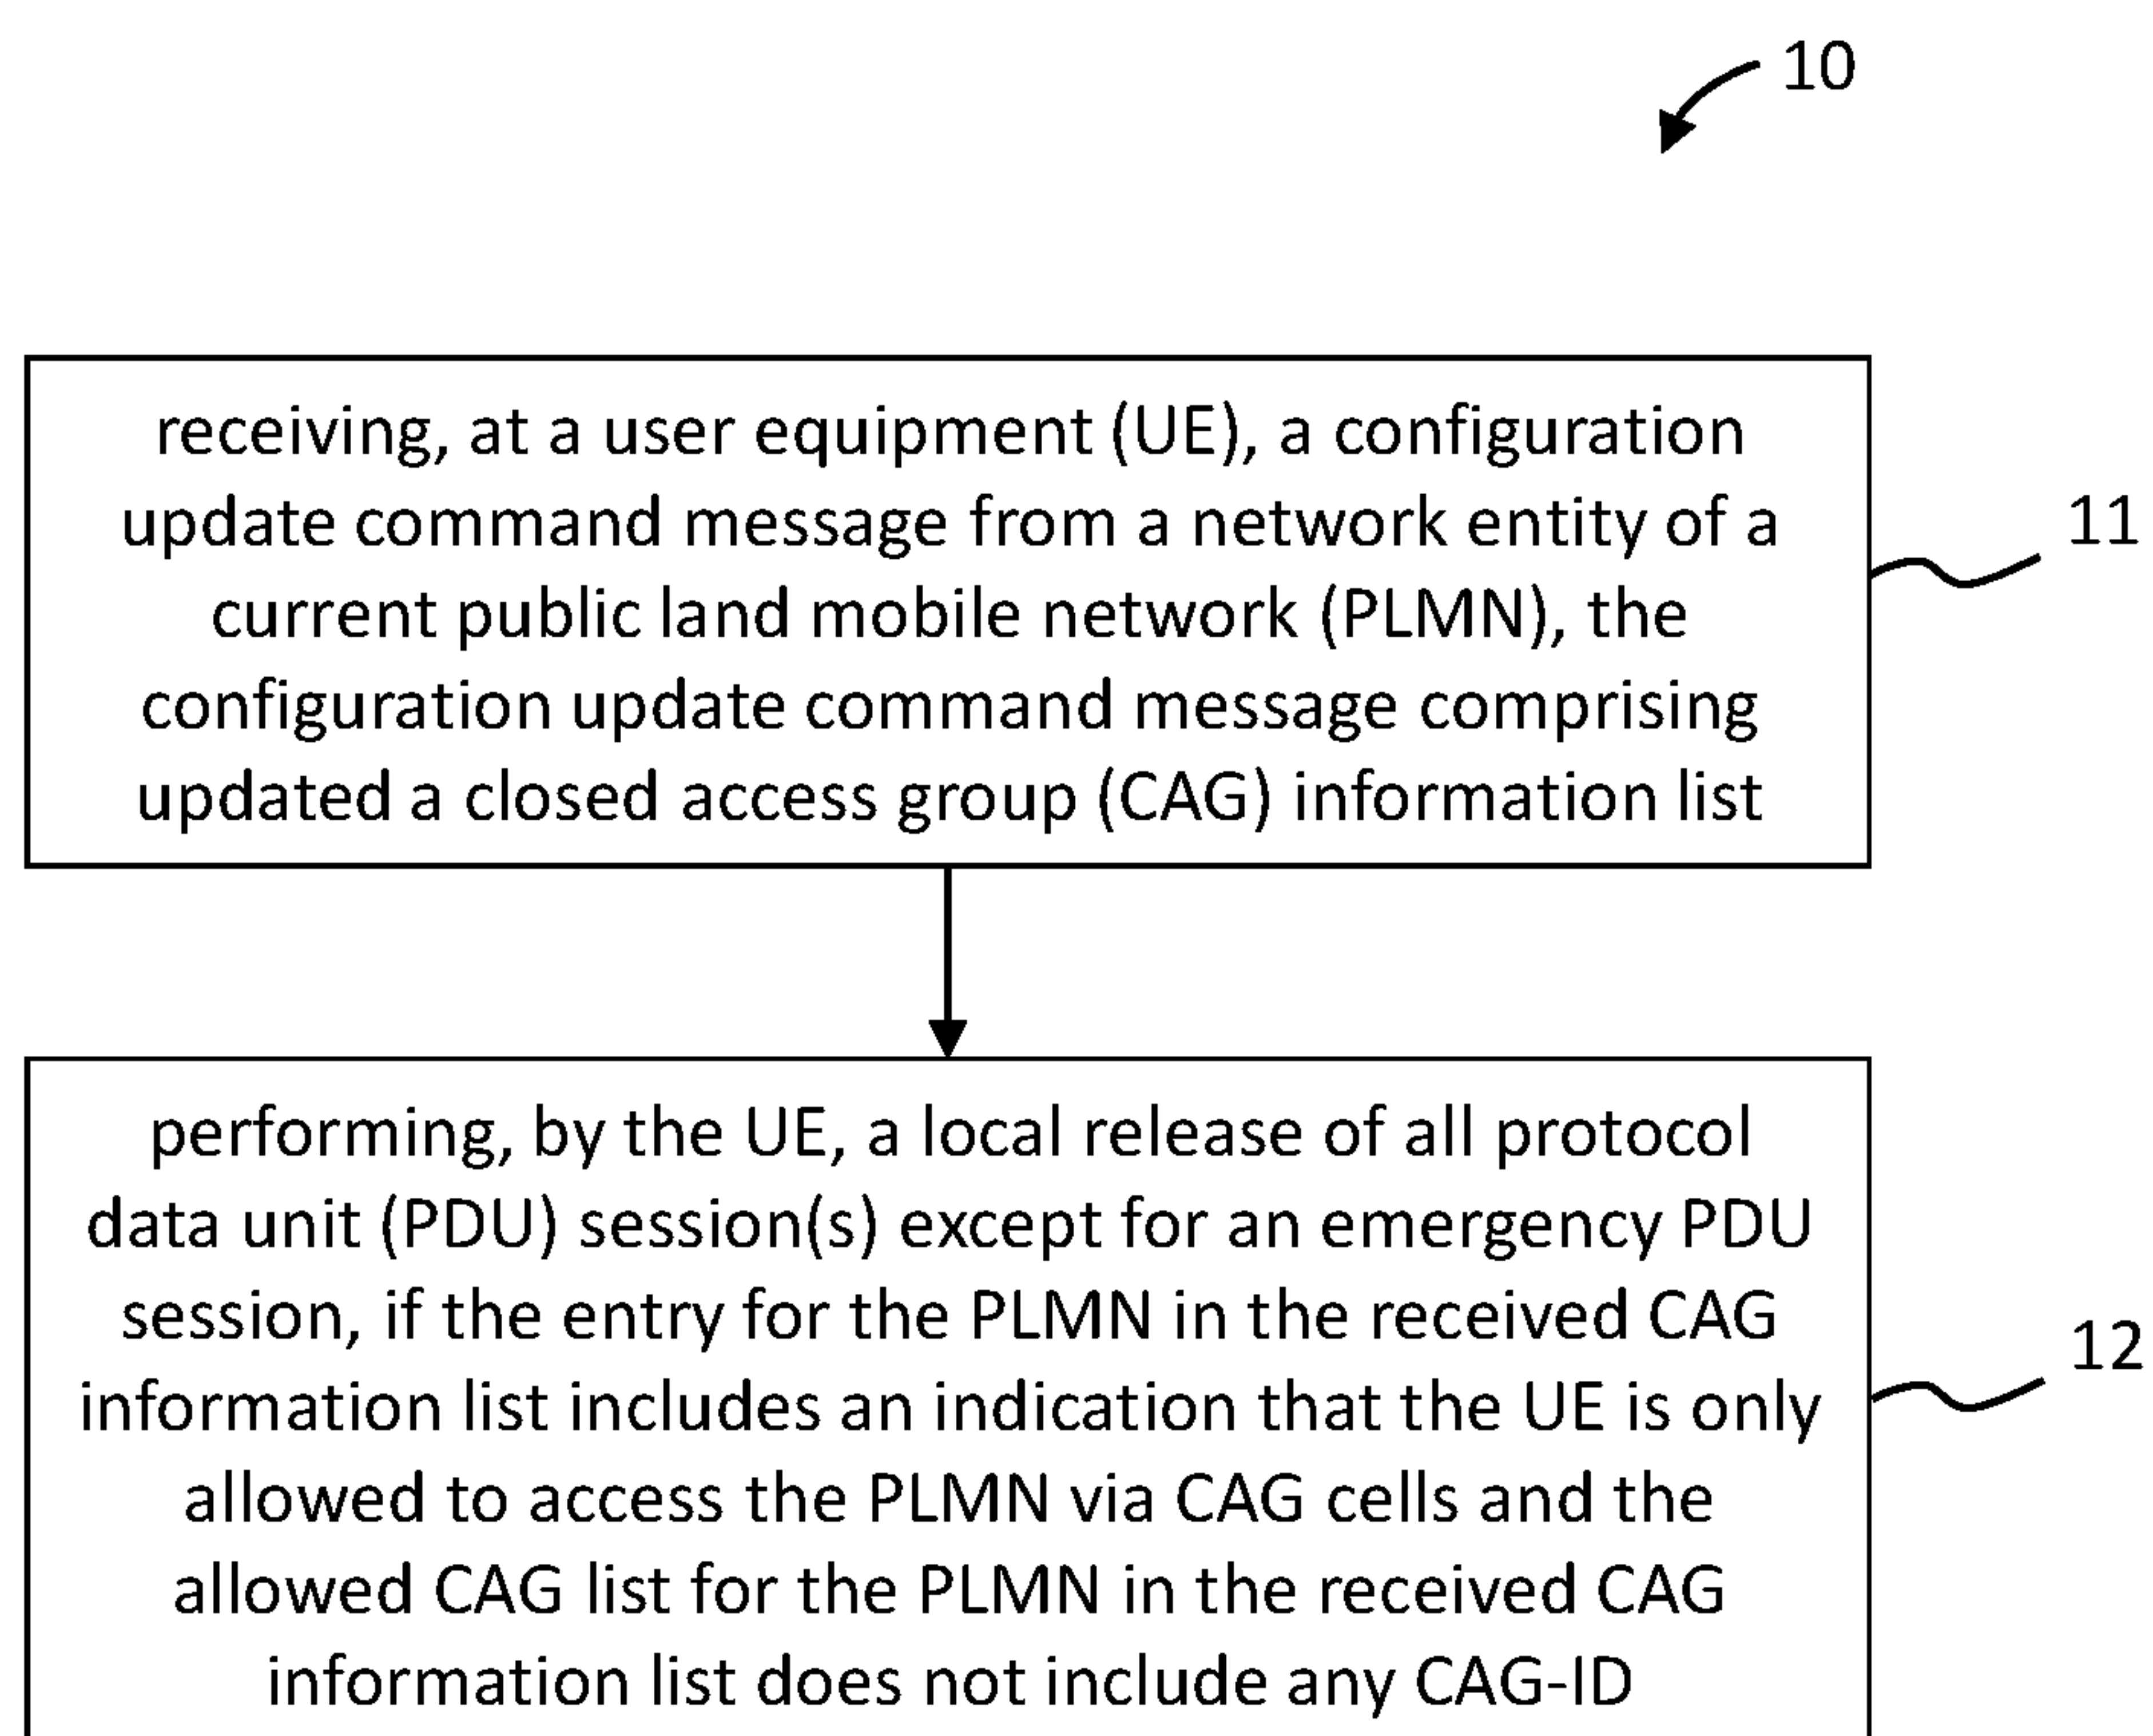 10
receiving, at a user equipment (UE), a configuration
update command message from a network entity of a
current public land mobile network (PLMN), the
configuration update command message comprising
updated a closed access group (CAG) information list
11
performing, by the UE, a local release of all protocol
data unit (PDU) session(s) except for an emergency PDU
session, if the entry for the PLMN in the received CAG
information list includes an indication that the UE is only
allowed to access the PLMN via CAG cells and the
allowed CAG list for the PLMN in the received CAG
information list does not include any CAG-ID
12